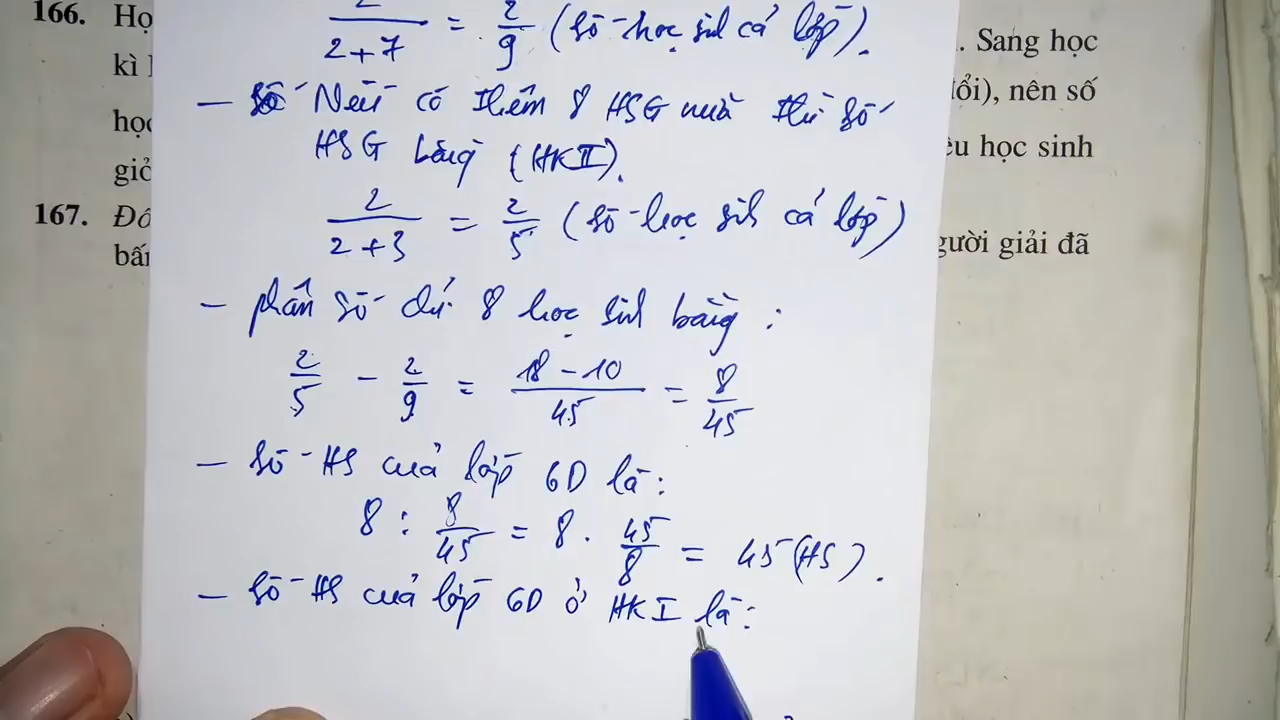 166. Họ
kì
học
giỏ
167. Đố
bấ
. Sang học
đổi), nên số
êu học sinh
gười giải đã
2/(2+7) = 2/9 (số học sinh cả lớp).
- Nếu có thêm 8 HSG nữa thì số
HSG bằng (HKII).
2/(2+3) = 2/5 (số học sinh cả lớp)
- phân số chỉ 8 học sinh bằng :
2/5 - 2/9 = (18-10)/45 = 8/45
- Số HS của lớp 6D là:
8 : 8/45 = 8 . 45/8 = 45 (HS).
- Số HS của lớp 6D ở HKI là: